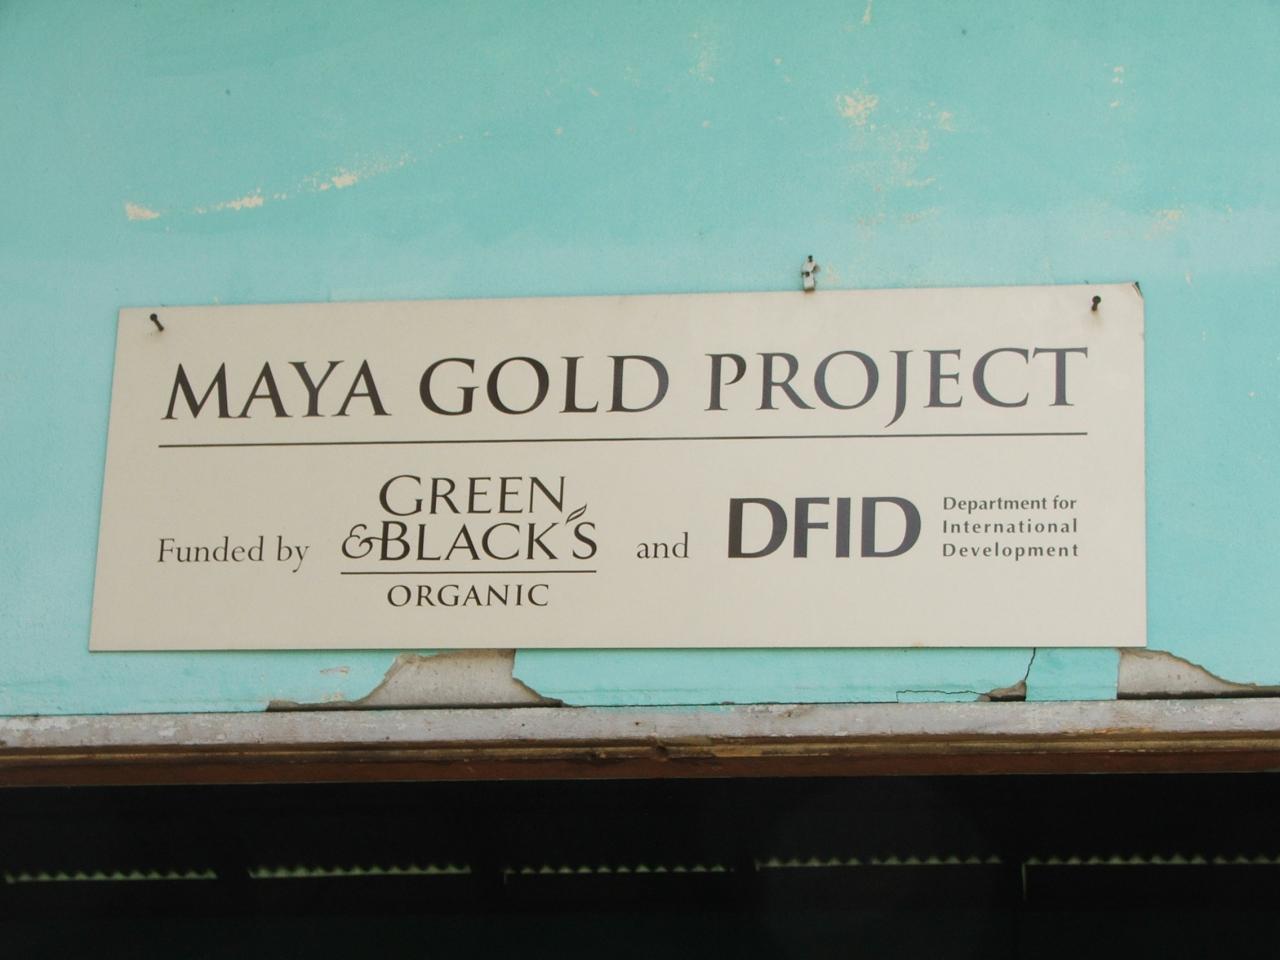 MAYA GOLD PROJECT
Funded by GREEN & BLACK'S ORGANIC and DFID Department for International Development